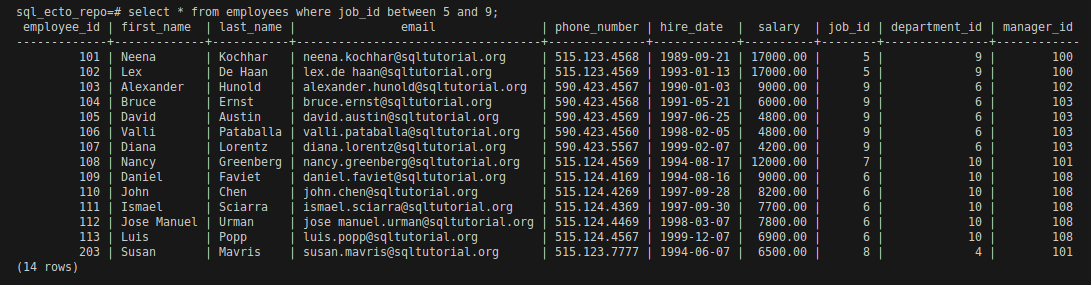 sql_ecto_repo=# select * from employees where job_id between 5 and 9;
 employee_id | first_name  | last_name |               email               | phone_number | hire_date  |  salary  | job_id | department_id | manager_id
-------------+-------------+-----------+-----------------------------------+--------------+------------+----------+--------+---------------+------------
         101 | Neena       | Kochhar   | neena.kochhar@sqltutorial.org     | 515.123.4568 | 1989-09-21 | 17000.00 |      5 |             9 |        100
         102 | Lex         | De Haan   | lex.de haan@sqltutorial.org       | 515.123.4569 | 1993-01-13 | 17000.00 |      5 |             9 |        100
         103 | Alexander   | Hunold    | alexander.hunold@sqltutorial.org  | 590.423.4567 | 1990-01-03 |  9000.00 |      9 |             6 |        102
         104 | Bruce       | Ernst     | bruce.ernst@sqltutorial.org       | 590.423.4568 | 1991-05-21 |  6000.00 |      9 |             6 |        103
         105 | David       | Austin    | david.austin@sqltutorial.org      | 590.423.4569 | 1997-06-25 |  4800.00 |      9 |             6 |        103
         106 | Valli       | Pataballa | valli.pataballa@sqltutorial.org   | 590.423.4560 | 1998-02-05 |  4800.00 |      9 |             6 |        103
         107 | Diana       | Lorentz   | diana.lorentz@sqltutorial.org     | 590.423.5567 | 1999-02-07 |  4200.00 |      9 |             6 |        103
         108 | Nancy       | Greenberg | nancy.greenberg@sqltutorial.org   | 515.124.4569 | 1994-08-17 | 12000.00 |      7 |            10 |        101
         109 | Daniel      | Faviet    | daniel.faviet@sqltutorial.org     | 515.124.4169 | 1994-08-16 |  9000.00 |      6 |            10 |        108
         110 | John        | Chen      | john.chen@sqltutorial.org         | 515.124.4269 | 1997-09-28 |  8200.00 |      6 |            10 |        108
         111 | Ismael      | Sciarra   | ismael.sciarra@sqltutorial.org    | 515.124.4369 | 1997-09-30 |  7700.00 |      6 |            10 |        108
         112 | Jose Manuel | Urman     | jose manuel.urman@sqltutorial.org | 515.124.4469 | 1998-03-07 |  7800.00 |      6 |            10 |        108
         113 | Luis        | Popp      | luis.popp@sqltutorial.org         | 515.124.4567 | 1999-12-07 |  6900.00 |      6 |            10 |        108
         203 | Susan       | Mavris    | susan.mavris@sqltutorial.org      | 515.123.7777 | 1994-06-07 |  6500.00 |      8 |             4 |        101
(14 rows)